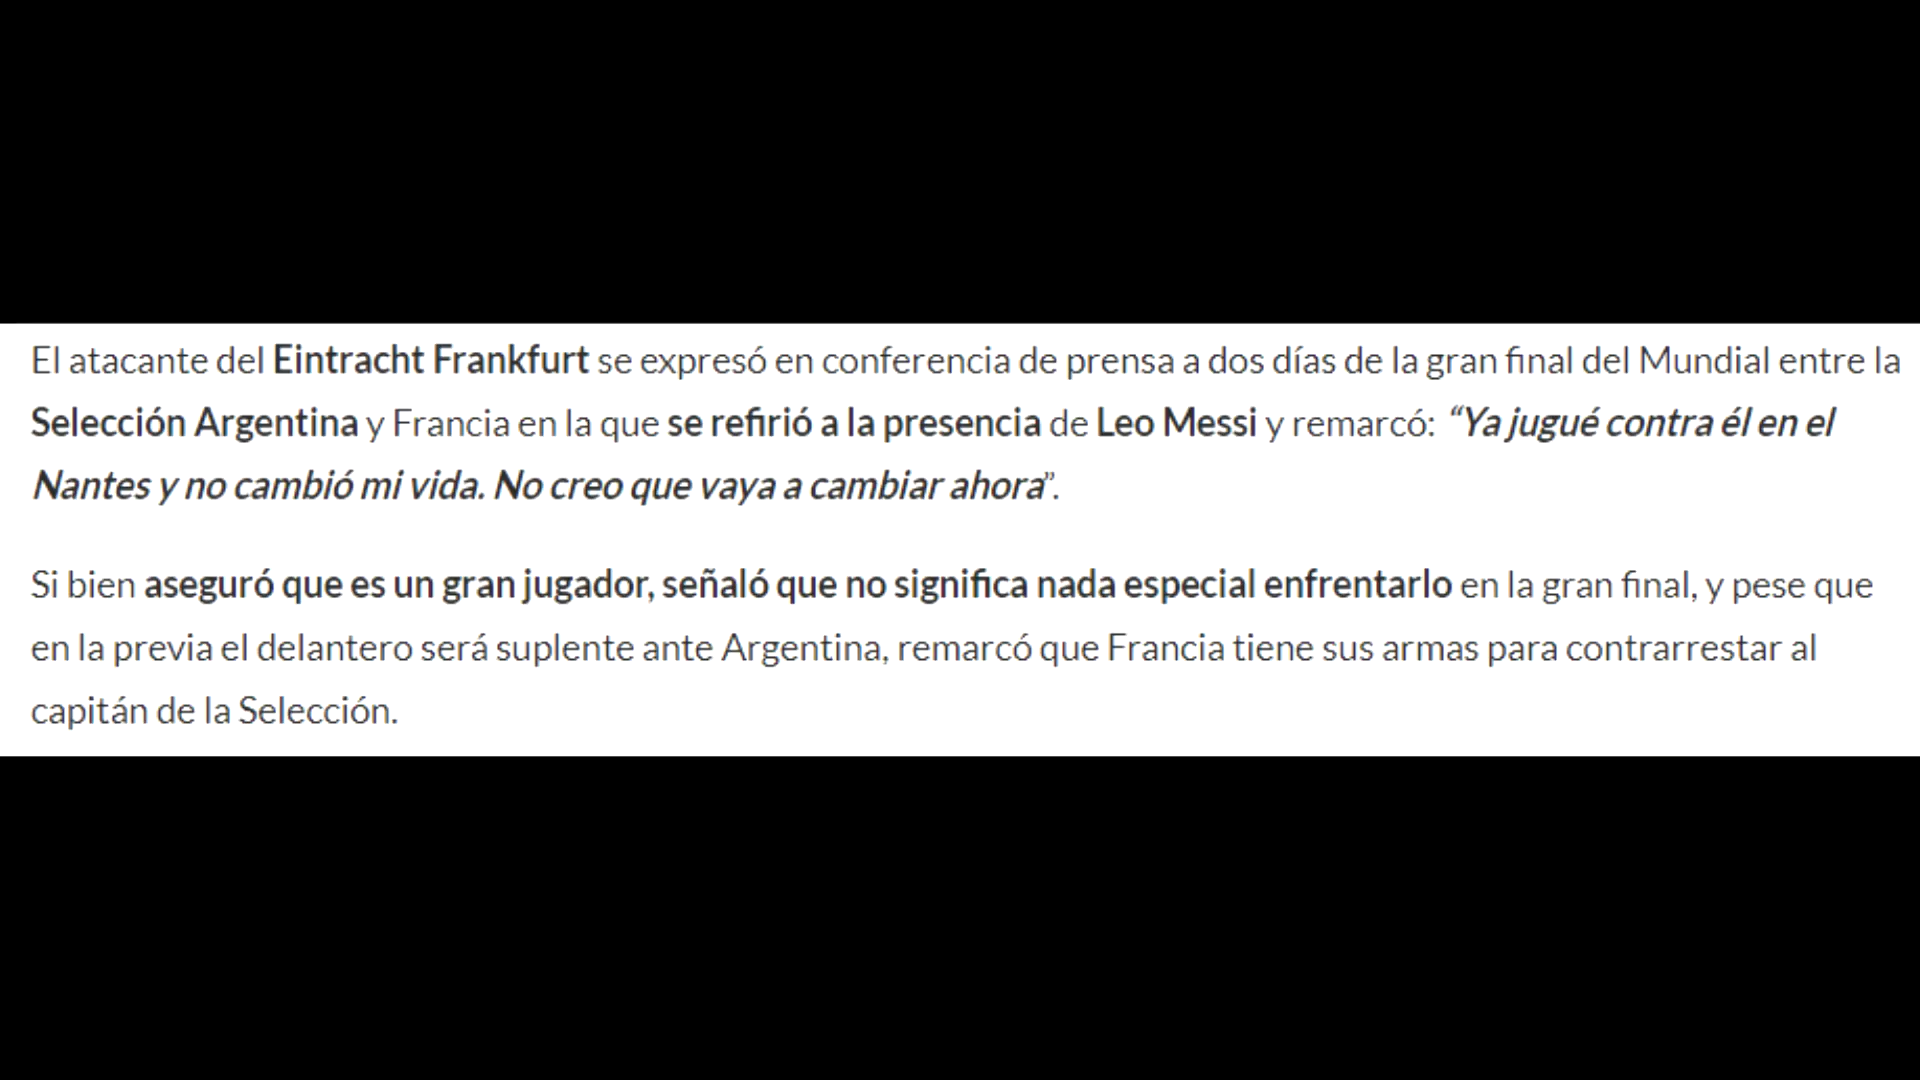 El atacante del Eintracht Frankfurt se expresó en conferencia de prensa a dos días de la gran final del Mundial entre la
Selección Argentina y Francia en la que se refirió a la presencia de Leo Messi y remarcó: “Ya jugué contra él en el
Nantes y no cambió mi vida. No creo que vaya a cambiar ahora”.
Si bien aseguró que es un gran jugador, señaló que no significa nada especial enfrentarlo en la gran final, y pese que
en la previa el delantero será suplente ante Argentina, remarcó que Francia tiene sus armas para contrarrestar al
capitán de la Selección.